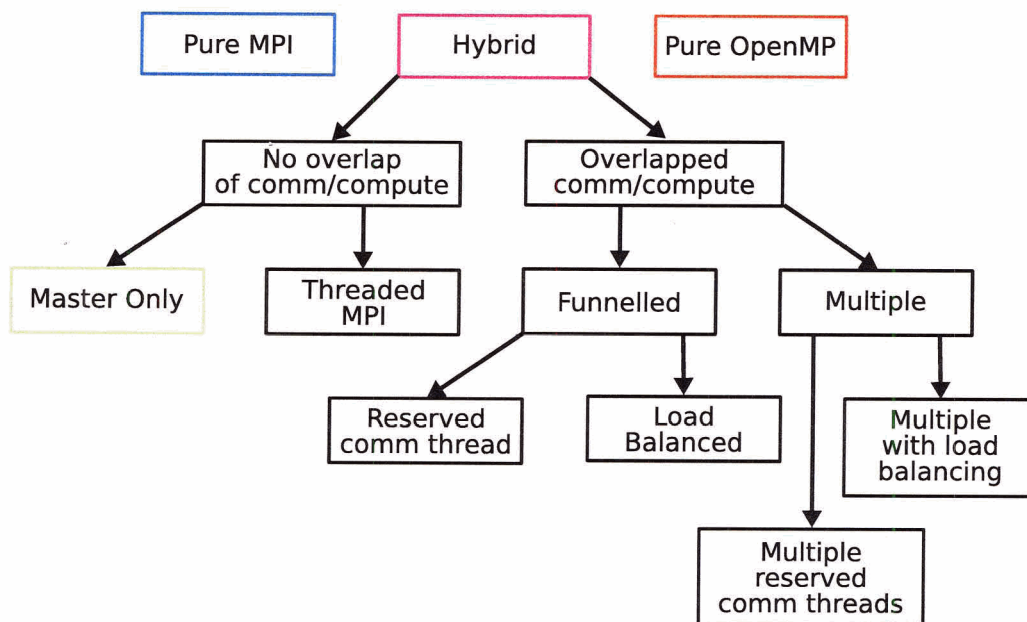 Pure MPI
Hybrid
Pure OpenMP
No overlap
of comm/compute
Overlapped
comm/compute
Master Only
Threaded
MPI
Funnelled
Multiple
Reserved
comm thread
Load
Balanced
Multiple
with load
balancing
Multiple
reserved
comm threads